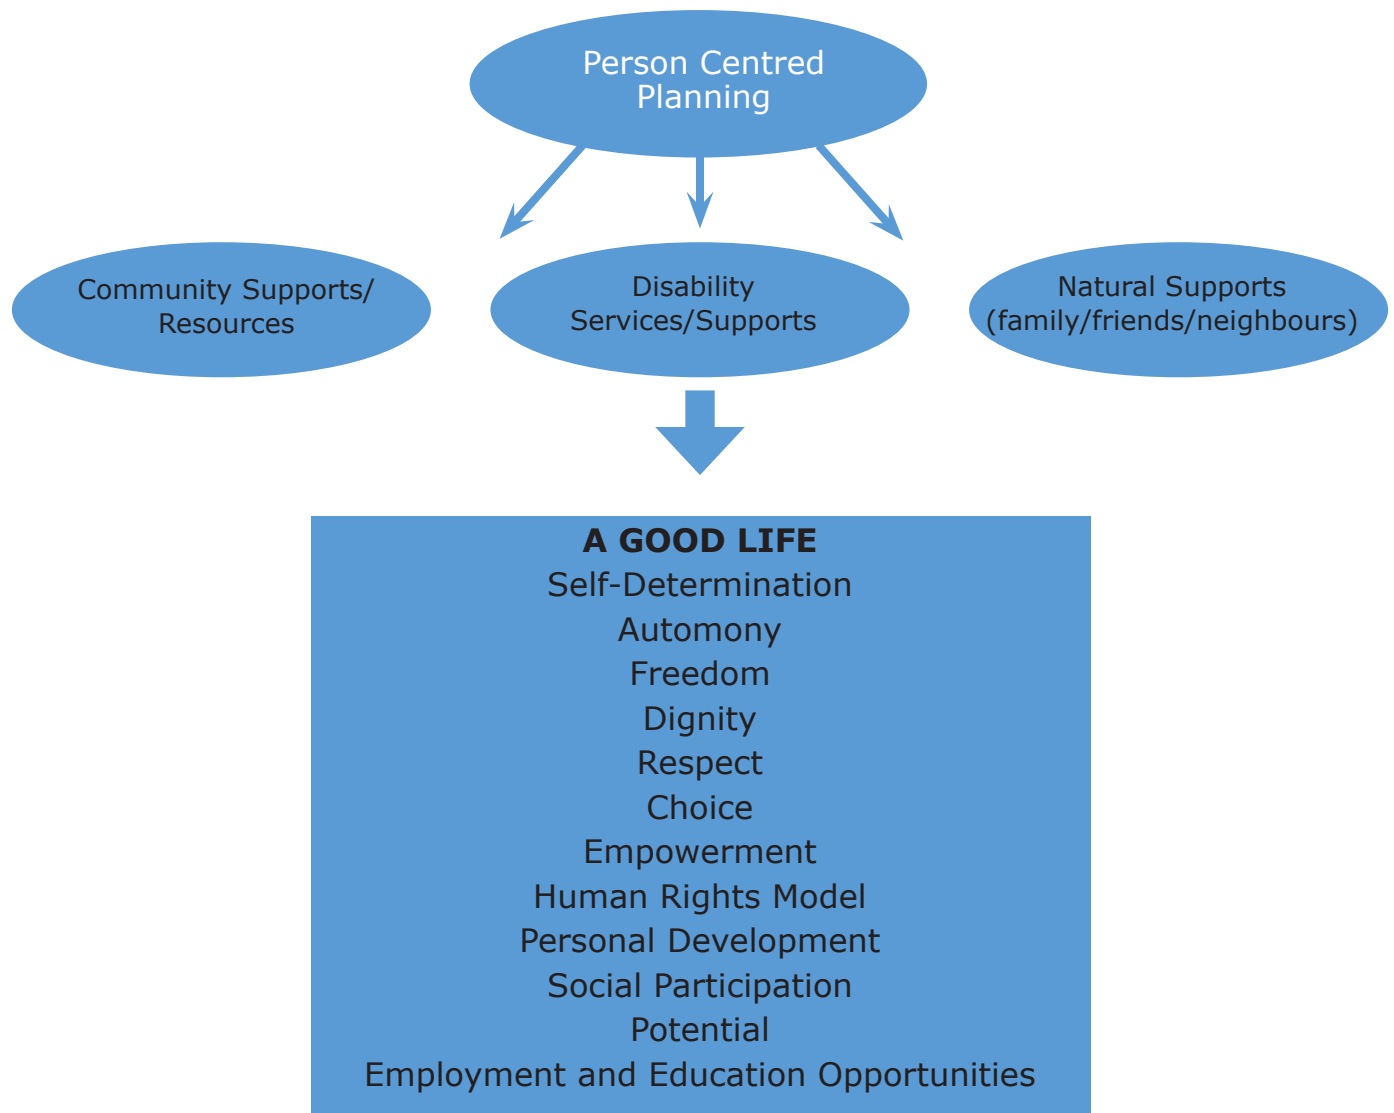 Person Centred
Planning
Community Supports/
Resources
Disability
Services/Supports
Natural Supports
(family/friends/neighbours)
A GOOD LIFE
Self-Determination
Automony
Freedom
Dignity
Respect
Choice
Empowerment
Human Rights Model
Personal Development
Social Participation
Potential
Employment and Education Opportunities